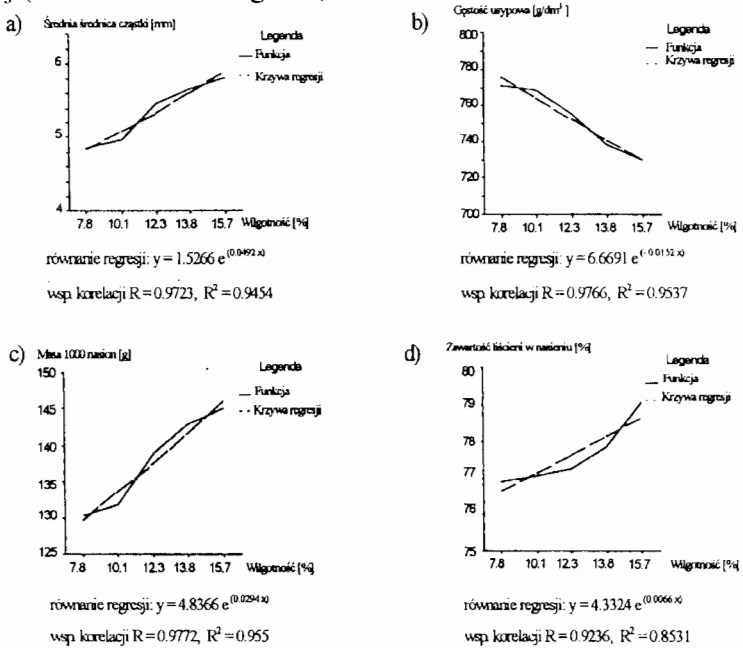 a) Średnia średnica cząstki [mm]
Legenda
Funkcja
Krzywa regresji
6
5
4
7.8 10.1 12.3 13.8 15.7 Wilgotność [%]
równanie regresji: y = 1.5266 e^(0.0492 x)
wsp. korelacji R = 0.9723, R² = 0.9454
b) Gęstość usypowa [g/dm³]
Legenda
Funkcja
Krzywa regresji
800
780
760
740
720
700
7.8 10.1 12.3 13.8 15.7 Wilgotność [%]
równanie regresji: y = 6.6691 e^(-0.0152 x)
wsp. korelacji R = 0.9766, R² = 0.9537
c) Masa 1000 nasion [g]
Legenda
Funkcja
Krzywa regresji
150
145
140
135
130
125
7.8 10.1 12.3 13.8 15.7 Wilgotność [%]
równanie regresji: y = 4.8366 e^(0.0294 x)
wsp. korelacji R = 0.9772, R² = 0.955
d) Zawartość liścieni w nasieniu [%]
Legenda
Funkcja
Krzywa regresji
80
79
78
77
76
75
7.8 10.1 12.3 13.8 15.7 Wilgotność [%]
równanie regresji: y = 4.3324 e^(0.0066 x)
wsp. korelacji R = 0.9236, R² = 0.8531